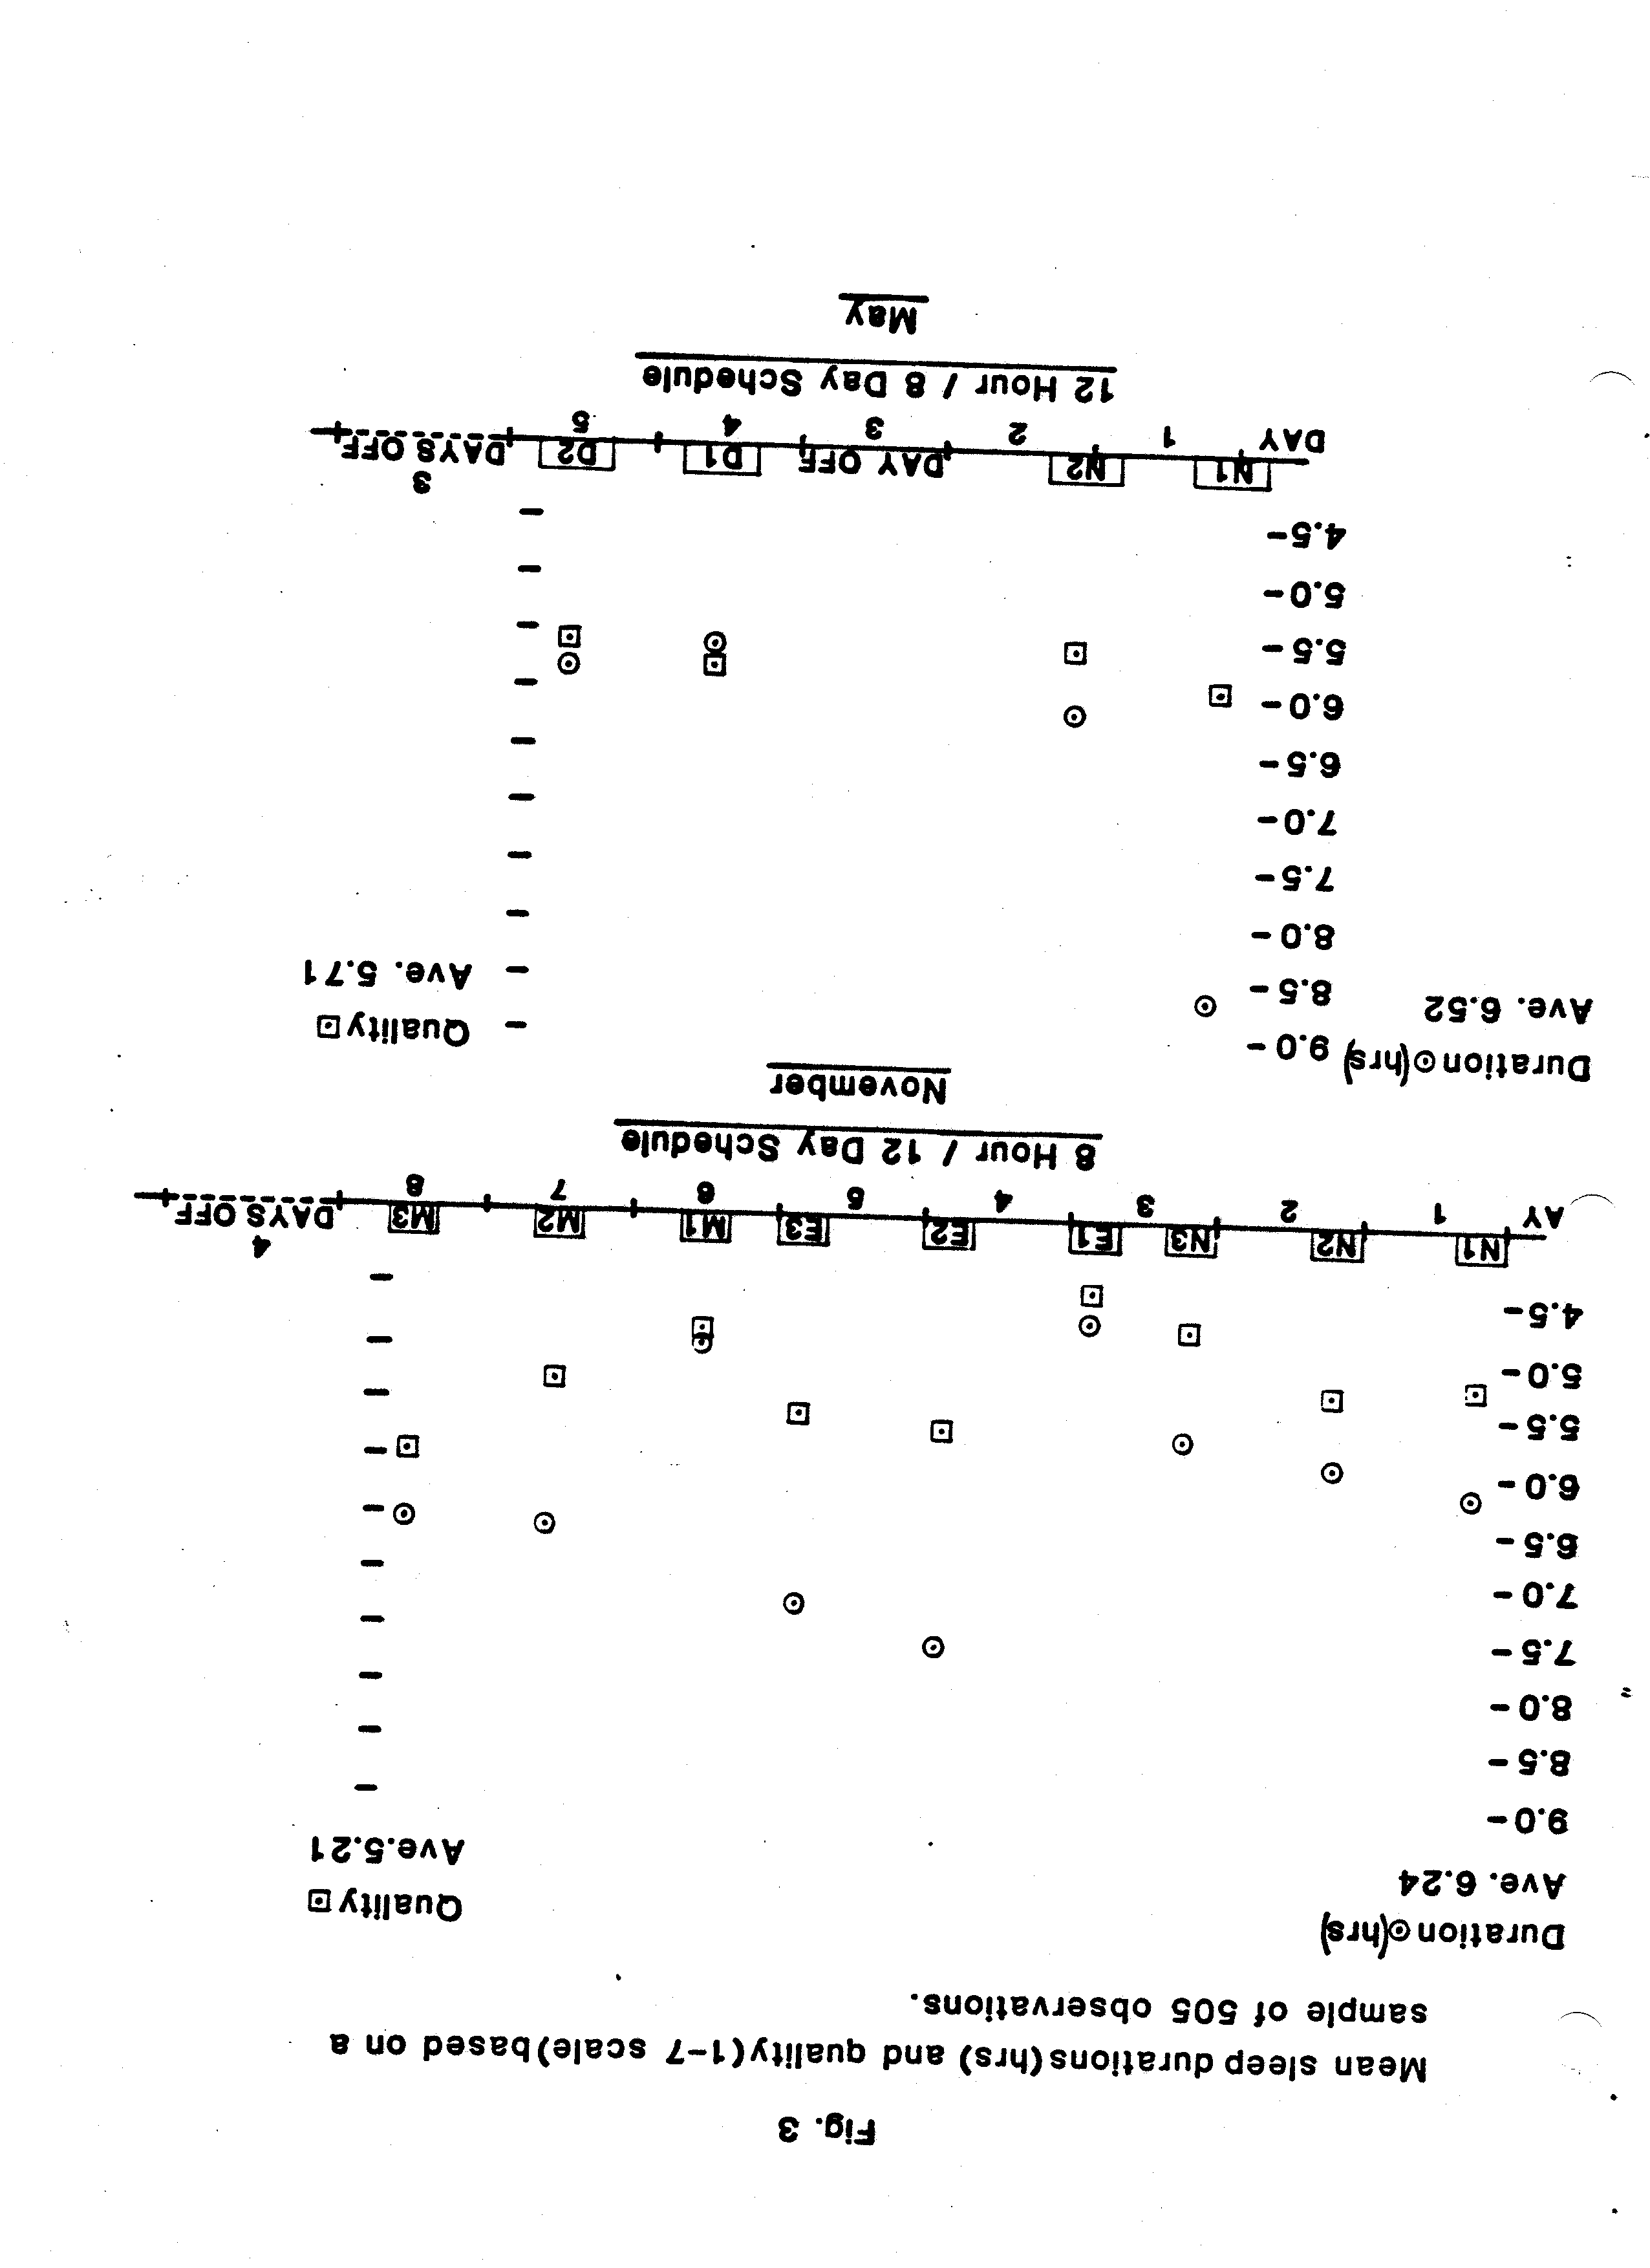 Fig. 3
Mean sleep durations (hrs) and quality (1-7 scale) based on a
sample of 505 observations.
Duration⊙(hrs)
Ave. 6.24
Quality ⊡
Ave. 5.21
9.0-
8.5-
8.0-
7.5-
7.0-
6.5-
6.0-
5.5-
5.0-
4.5-
N1 N2 N3 E1 E2 E3 M1 M2 M3 4 DAYS OFF
AY 1 2 3 4 5 6 7 8
8 Hour / 12 Day Schedule
November
Duration⊙(hrs)
Ave. 6.52
Quality ⊡
Ave. 5.71
9.0-
8.5-
8.0-
7.5-
7.0-
6.5-
6.0-
5.5-
5.0-
4.5-
N1 N2 DAY OFF D1 D2 3 DAYS OFF
DAY 1 2 3 4 5
12 Hour / 8 Day Schedule
May